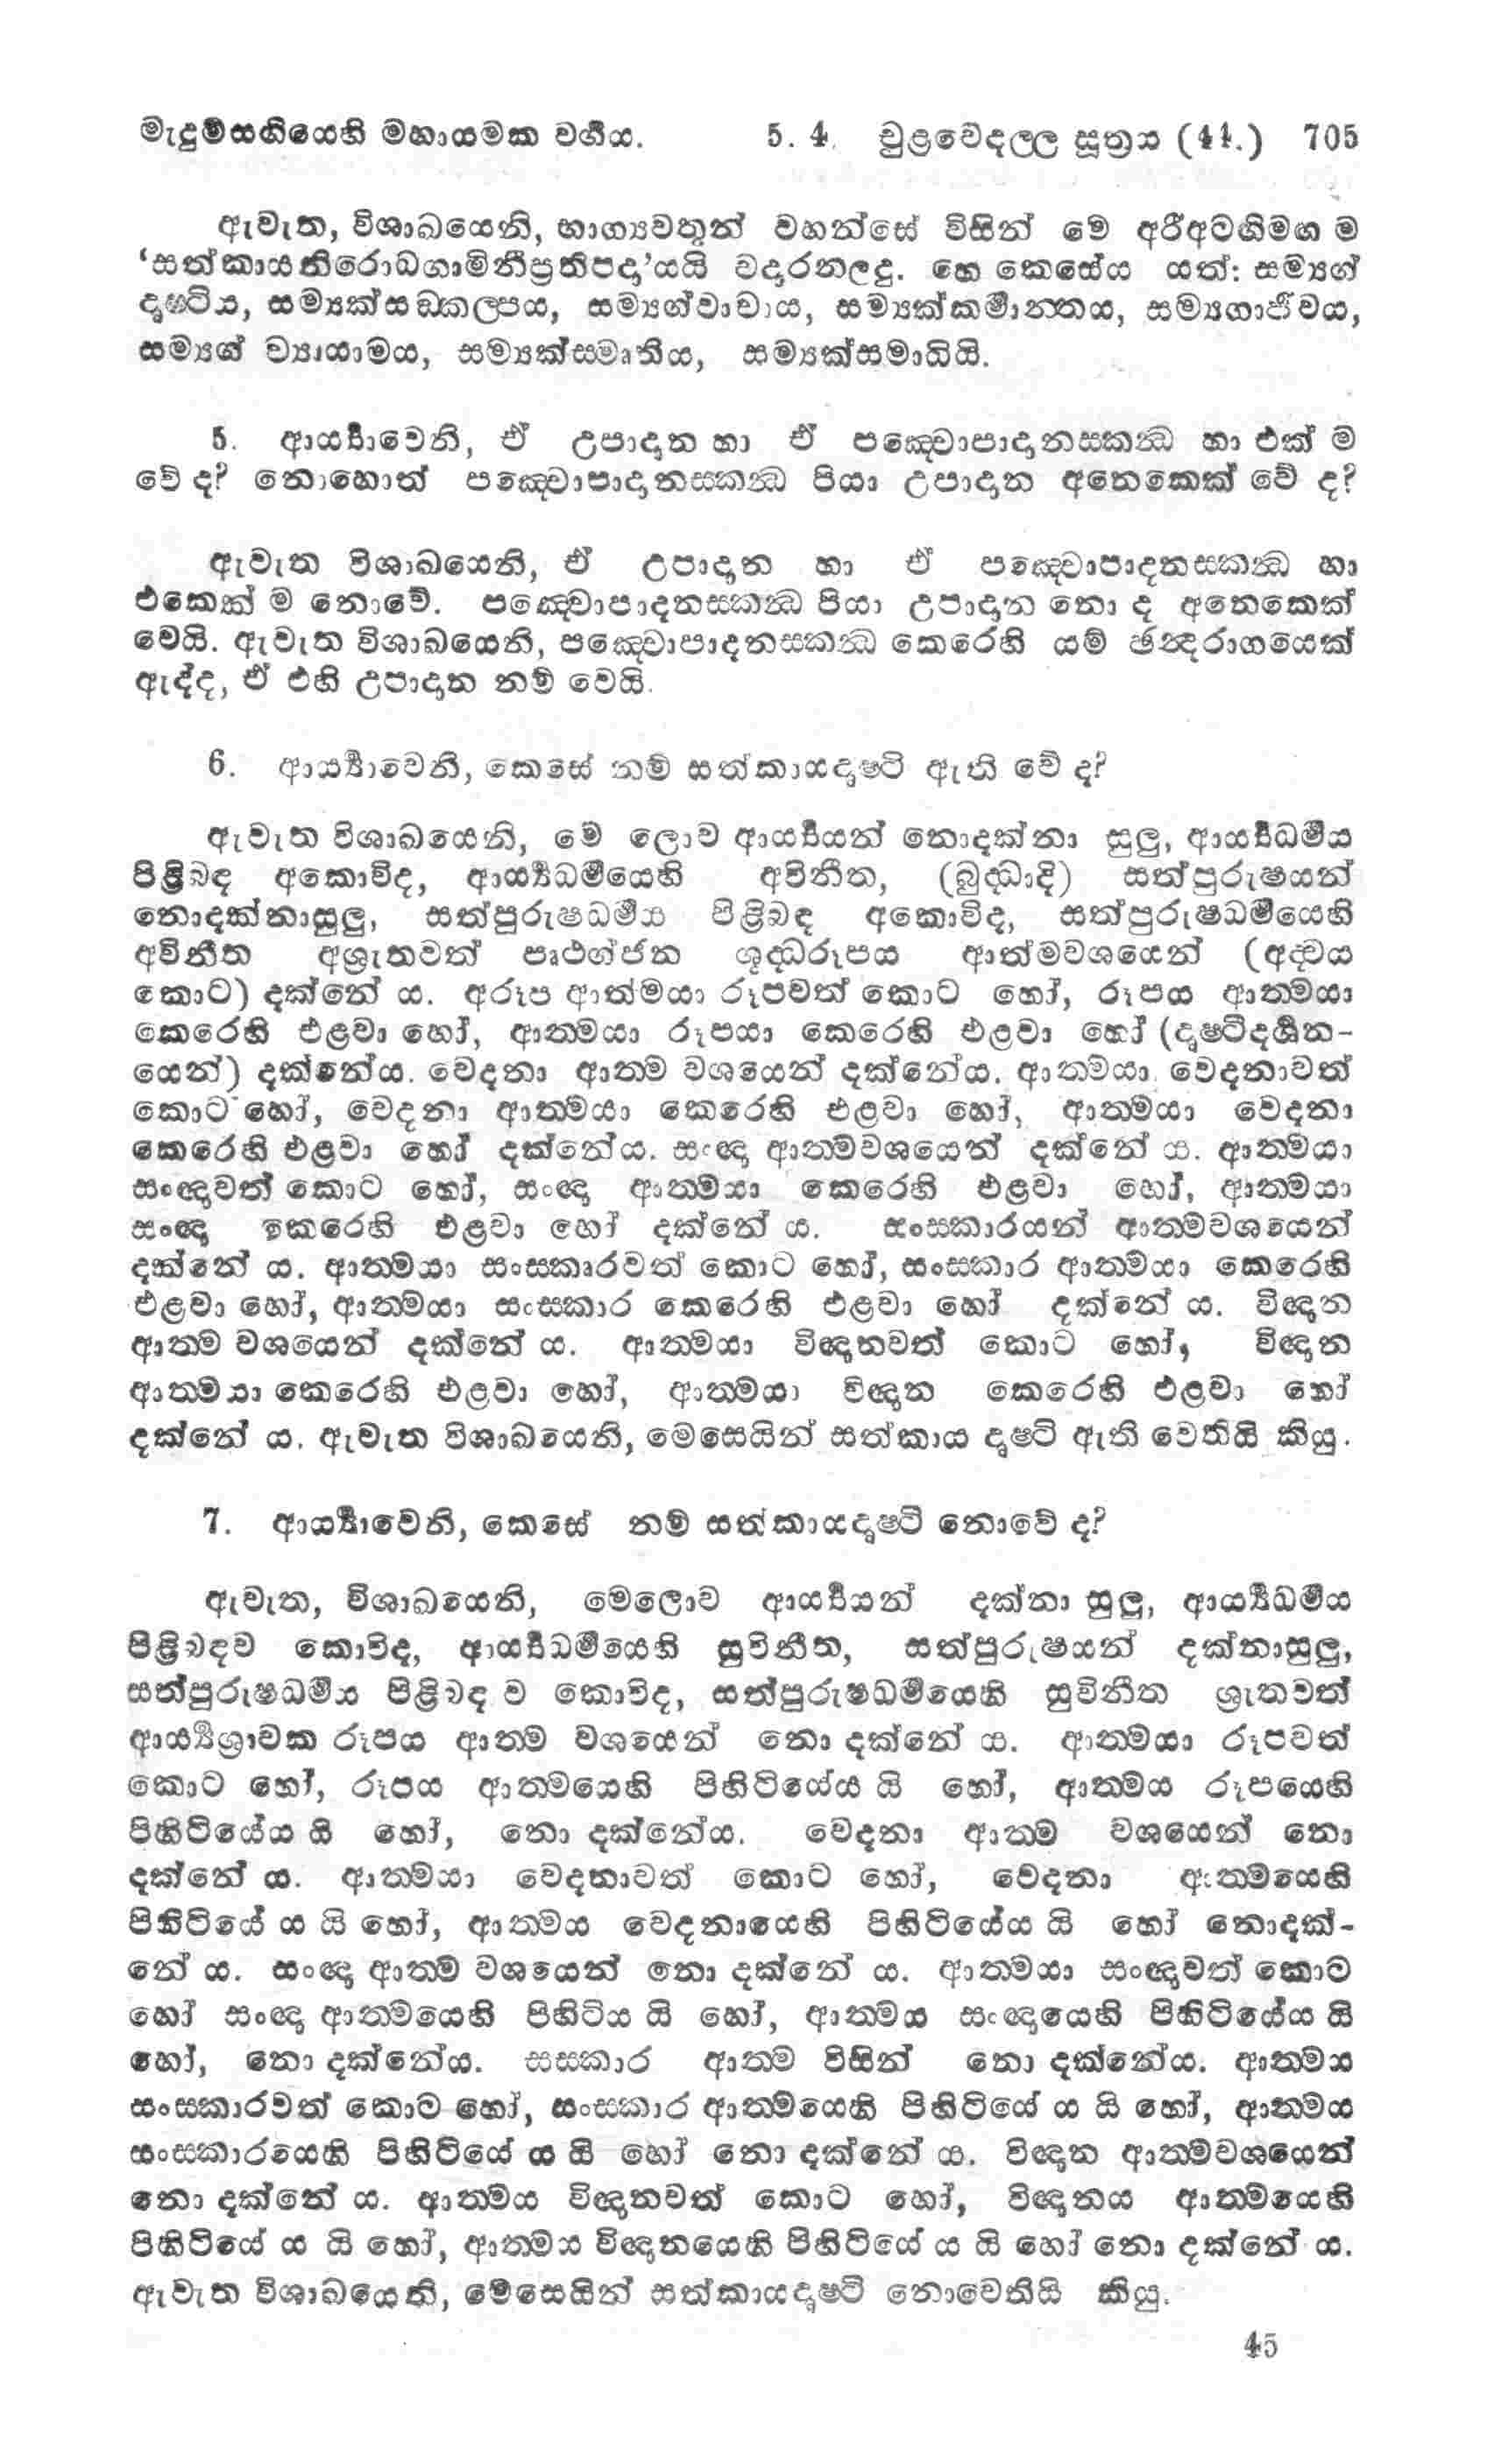 මැදුම්සඟියෙහි මහායමක වර්‍ගය. 5. 4. චූළවේදල්ල සූත්‍රය (44.) 705
ඇවැත, විශාඛයෙනි, භාග්‍යවතුන් වහන්සේ විසින් මේ අරිඅටඟිමඟ ම
‘සත්කායනිරොධගාමිනීප්‍රතිපදා’යයි වදාරනලදු. හෙ කෙසේය යත්: සම්‍යග්
දෘෂ්ටිය, සම්‍යක්සඞ්කල්පය, සම්‍යග්වාචාය, සම්‍යක්කර්‍මාන්තය, සම්‍යගාජීවය,
සම්‍යග් ව්‍යායාමය, සම්‍යක්ස්මෘතිය, සම්‍යක්සමාධියි.
5. ආර්‍ය්‍යාවෙනි, ඒ උපාදාන හා ඒ පඤ්චොපාදානස්කන්‍ධ හා එක් ම
වේ ද? නොහොත් පඤ්චොපාදානස්කන්‍ධ පියා උපාදාන අනෙකෙක් වේ ද?
ඇවැත විශාඛයෙනි, ඒ උපාදාන හා ඒ පඤ්චොපාදනස්කන්‍ධ හා
එකෙක් ම නොවේ. පඤ්චොපාදනස්කන්‍ධ පියා උපාදාන නො ද අනෙකෙක්
වෙයි. ඇවැත විශාඛයෙනි, පඤ්චොපාදනස්කන්‍ධ කෙරෙහි යම් ඡන්‍දරාගයෙක්
ඇද්ද, ඒ එහි උපාදාන නම් වෙයි.
6. ආර්‍ය්‍යාවෙනි, කෙසේ නම් සත්කායදෘෂ්ටි ඇති වේ ද?
ඇවැත විශාඛයෙනි, මේ ලොව ආර්‍ය්‍යයන් නොදක්නා සුලු, ආර්‍ය්‍යධර්‍මය
පිළිබඳ අකොවිද, ආර්‍ය්‍යධර්‍මයෙහි අවිනීත, (බුද්ධාදි) සත්පුරුෂයන්
නොදක්නාසුලු, සත්පුරුෂධර්‍මය පිළිබඳ අකොවිද, සත්පුරුෂධර්‍මයෙහි
අවිනීත අශ්‍රුතවත් පෘථග්ජන ශුද්ධරූපය ආත්මවශයෙන් (අද්වය
කොට) දක්නේ ය. අරූප ආත්මයා රූපවත් කොට හෝ, රූපය ආත්මයා
කෙරෙහි එළවා හෝ, ආත්මයා රූපයා කෙරෙහි එළවා හෝ (දෘෂ්ටිදර්‍ශන-
යෙන්) දක්නේය. වෙදනා ආත්ම වශයෙන් දක්නේය. ආත්මයා වෙදනාවත්
කොට හෝ, වෙදනා ආත්මයා කෙරෙහි එළවා හෝ, ආත්මයා වෙදනා
කෙරෙහි එළවා හෝ දක්නේය. සංඥා ආත්මවශයෙන් දක්නේ ය. ආත්මයා
සංඥාවත් කොට හෝ, සංඥා ආත්මයා කෙරෙහි එළවා හෝ, ආත්මයා
සංඥා කෙරෙහි එළවා හෝ දක්නේ ය. සංස්කාරයන් ආත්මවශයෙන්
දක්නේ ය. ආත්මයා සංස්කාරවත් කොට හෝ, සංස්කාර ආත්මයා කෙරෙහි
එළවා හෝ, ආත්මයා සංස්කාර කෙරෙහි එළවා හෝ දක්නේ ය. විඥාන
ආත්ම වශයෙන් දක්නේ ය. ආත්මයා විඥානවත් කොට හෝ, විඥාන
ආත්මයා කෙරෙහි එළවා හෝ, ආත්මයා විඥාන කෙරෙහි එළවා හෝ
දක්නේ ය. ඇවැත විශාඛයෙනි, මෙසෙයින් සත්කාය දෘෂ්ටි ඇති වෙතියි කියු.
7. ආර්‍ය්‍යාවෙනි, කෙසේ නම් සත්කායදෘෂ්ටි නොවේ ද?
ඇවැත, විශාඛයෙනි, මෙලොව ආර්‍ය්‍යයන් දක්නා සුලු, ආර්‍ය්‍යධර්‍මය
පිළිබඳව කොවිද, ආර්‍ය්‍යධර්‍මයෙහි සුවිනීත, සත්පුරුෂයන් දක්නාසුලු,
සත්පුරුෂධර්‍මය පිළිබඳ ව කොවිද, සත්පුරුෂධර්‍මයෙහි සුවිනීත ශ්‍රුතවත්
ආර්‍ය්‍යශ්‍රාවක රූපය ආත්ම වශයෙන් නො දක්නේ ය. ආත්මයා රූපවත්
කොට හෝ, රූපය ආත්මයෙහි පිහිටියේය යි හෝ, ආත්මය රූපයෙහි
පිහිටියේය යි හෝ, නො දක්නේය. වෙදනා ආත්ම වශයෙන් නො
දක්නේ ය. ආත්මයා වෙදනාවත් කොට හෝ, වේදනා ආත්මයෙහි
පිහිටියේ ය යි හෝ, ආත්මය වෙදනායෙහි පිහිටියේය යි හෝ නොදක්-
නේ ය. සංඥා ආත්ම වශයෙන් නො දක්නේ ය. ආත්මයා සංඥාවත් කොට
හෝ සංඥා ආත්මයෙහි පිහිටිය යි හෝ, ආත්මය සංඥායෙහි පිහිටියේය යි
හෝ, නො දක්නේය. සස්කාර ආත්ම විසින් නො දක්නේය. ආත්මය
සංස්කාරවත් කොට හෝ, සංස්කාර ආත්මයෙහි පිහිටියේ ය යි හෝ, ආත්මය
සංස්කාරයෙහි පිහිටියේ ය යි හෝ නො දක්නේ ය. විඥාන ආත්මවශයෙන්
නො දක්නේ ය. ආත්මය විඥානවත් කොට හෝ, විඥානය ආත්මයෙහි
පිහිටියේ ය යි හෝ, ආත්මය විඥානයෙහි පිහිටියේ ය යි හෝ නො දක්නේ ය.
ඇවැත විශාඛයෙනි, මෙසෙයින් සත්කායදෘෂ්ටි නොවෙතියි කියු.
45